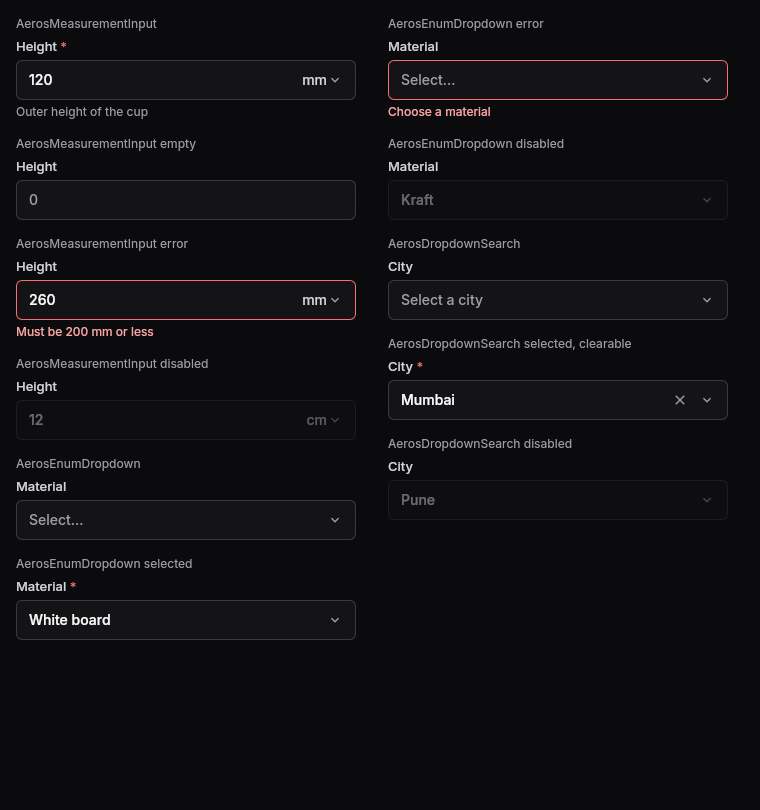 AerosMeasurementInput
Height *
120 mm
Outer height of the cup
AerosMeasurementInput empty
Height
0
AerosMeasurementInput error
Height
260 mm
Must be 200 mm or less
AerosMeasurementInput disabled
Height
12 cm
AerosEnumDropdown
Material
Select...
AerosEnumDropdown selected
Material *
White board
AerosEnumDropdown error
Material
Select...
Choose a material
AerosEnumDropdown disabled
Material
Kraft
AerosDropdownSearch
City
Select a city
AerosDropdownSearch selected, clearable
City *
Mumbai
AerosDropdownSearch disabled
City
Pune